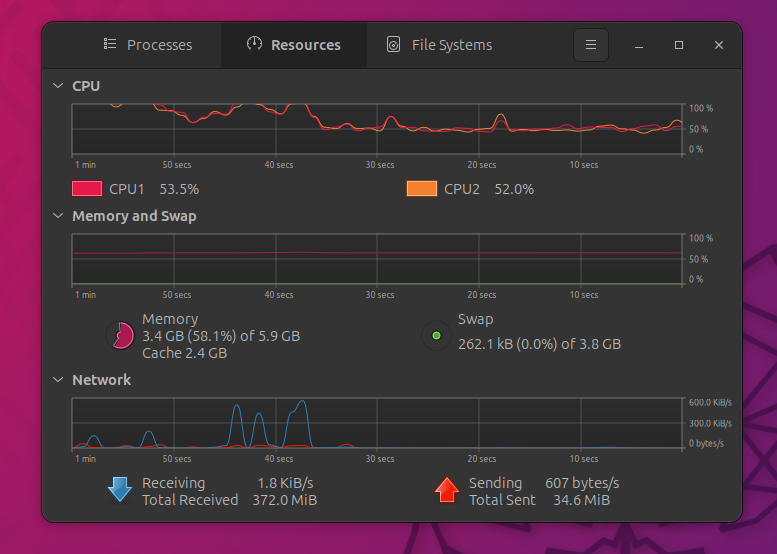 Processes Resources File Systems
CPU
100 %
50 %
0 %
1 min 50 secs 40 secs 30 secs 20 secs 10 secs
CPU1 53.5% CPU2 52.0%
Memory and Swap
100 %
50 %
0 %
1 min 50 secs 40 secs 30 secs 20 secs 10 secs
Memory
3.4 GB (58.1%) of 5.9 GB
Cache 2.4 GB
Swap
262.1 kB (0.0%) of 3.8 GB
Network
600.0 KiB/s
300.0 KiB/s
0 bytes/s
1 min 50 secs 40 secs 30 secs 20 secs 10 secs
Receiving 1.8 KiB/s
Total Received 372.0 MiB
Sending 607 bytes/s
Total Sent 34.6 MiB